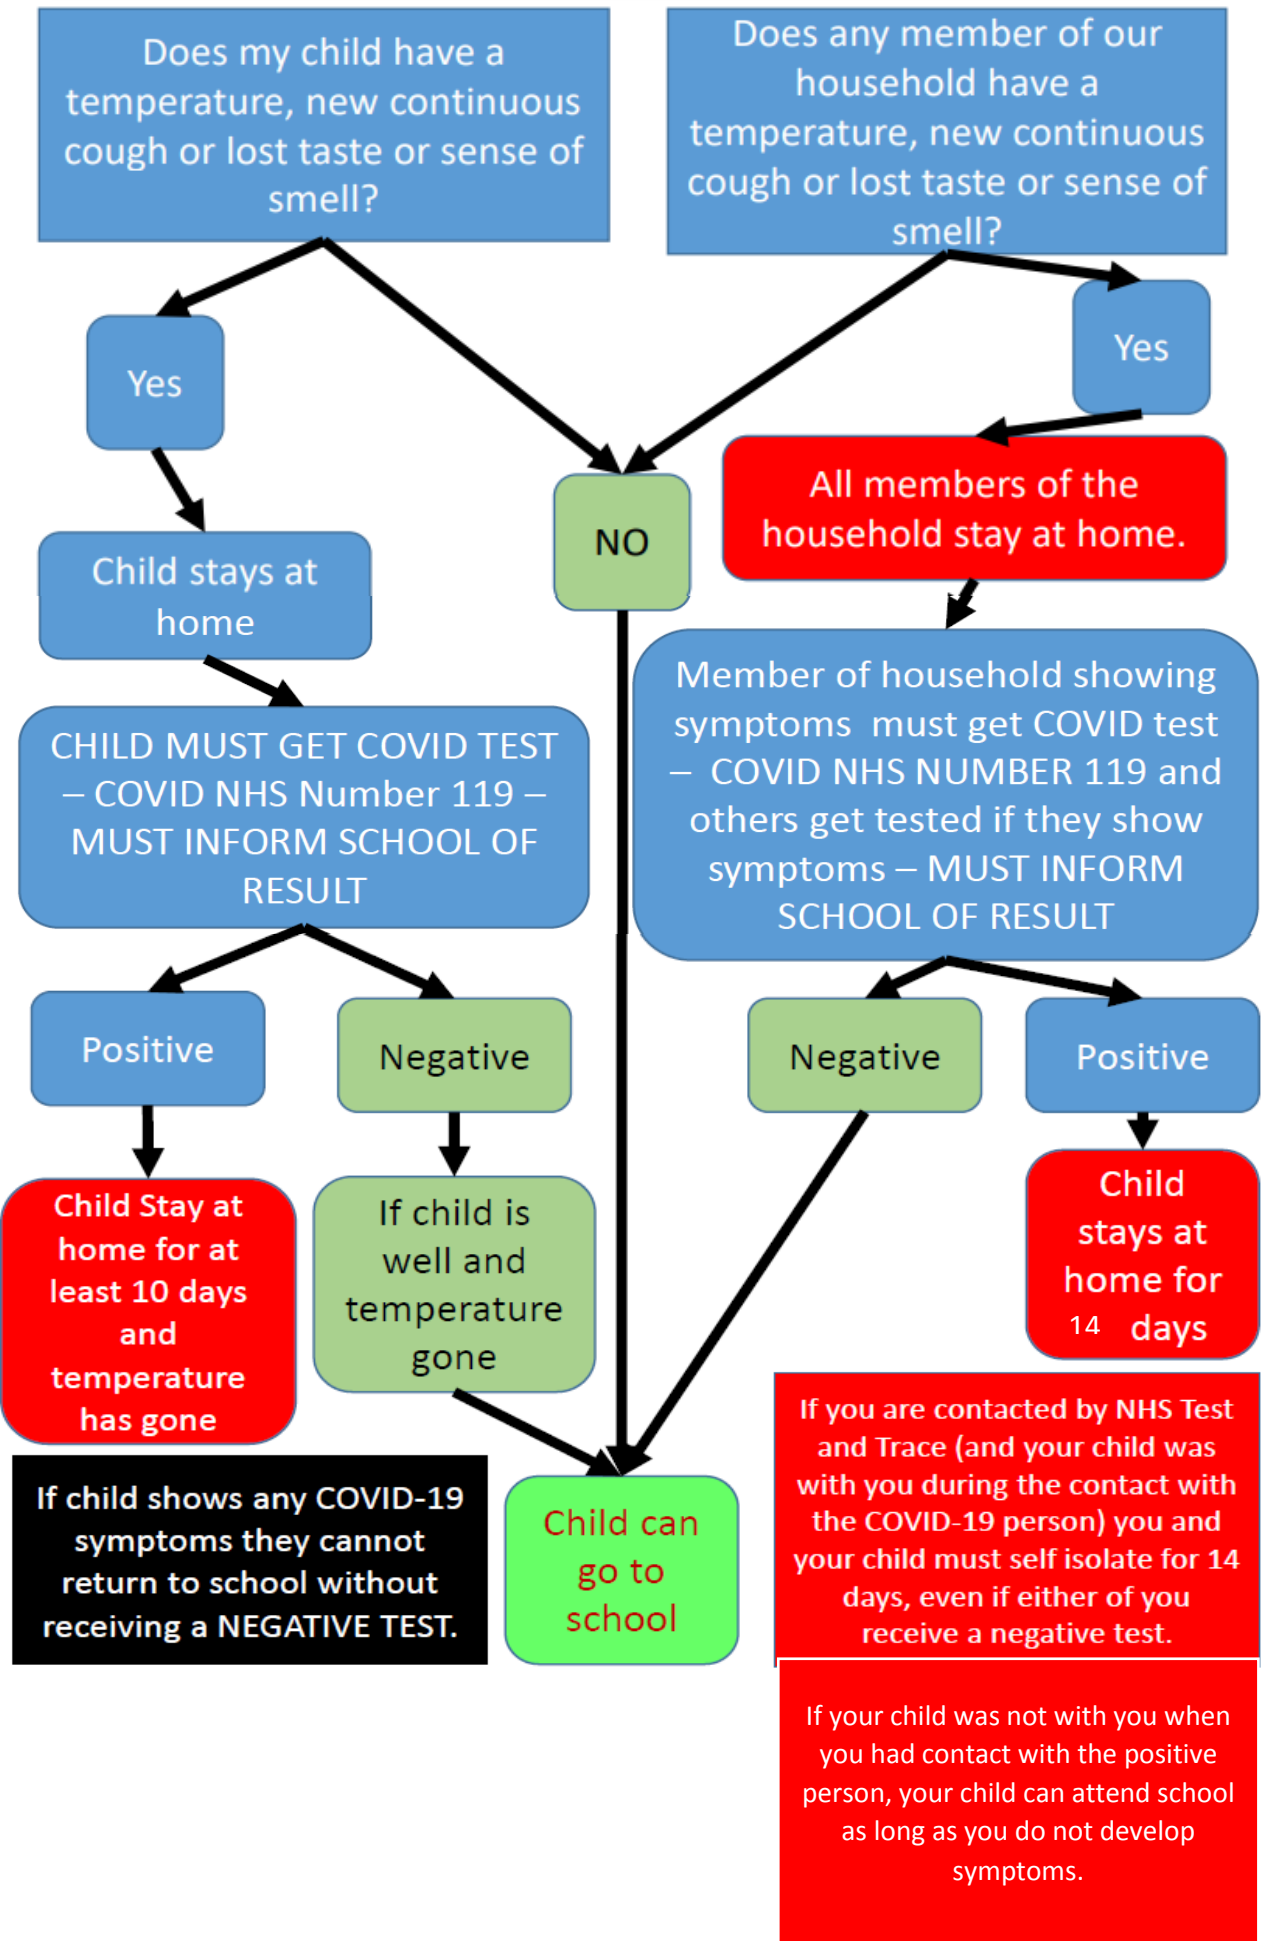 Does my child have a
temperature, new continuous
cough or lost taste or sense of
smell?
Does any member of our
household have a
temperature, new continuous
cough or lost taste or sense of
smell?
Yes
Yes
NO
All members of the
household stay at home.
Child stays at
home
CHILD MUST GET COVID TEST
– COVID NHS Number 119 –
MUST INFORM SCHOOL OF
RESULT
Member of household showing
symptoms must get COVID test
– COVID NHS NUMBER 119 and
others get tested if they show
symptoms – MUST INFORM
SCHOOL OF RESULT
Positive
Negative
Negative
Positive
Child Stay at
home for at
least 10 days
and
temperature
has gone
If child is
well and
temperature
gone
Child
stays at
home for
14 days
If child shows any COVID-19
symptoms they cannot
return to school without
receiving a NEGATIVE TEST.
Child can
go to
school
If you are contacted by NHS Test
and Trace (and your child was
with you during the contact with
the COVID-19 person) you and
your child must self isolate for 14
days, even if either of you
receive a negative test.
If your child was not with you when
you had contact with the positive
person, your child can attend school
as long as you do not develop
symptoms.